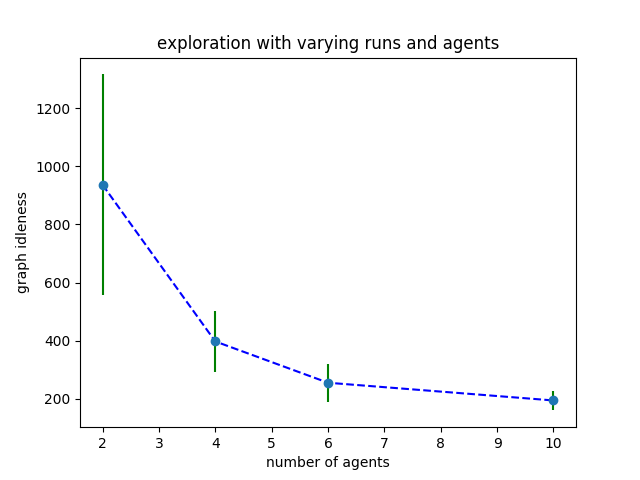 exploration with varying runs and agents
graph idleness
1200
1000
800
600
400
200
2 3 4 5 6 7 8 9 10
number of agents